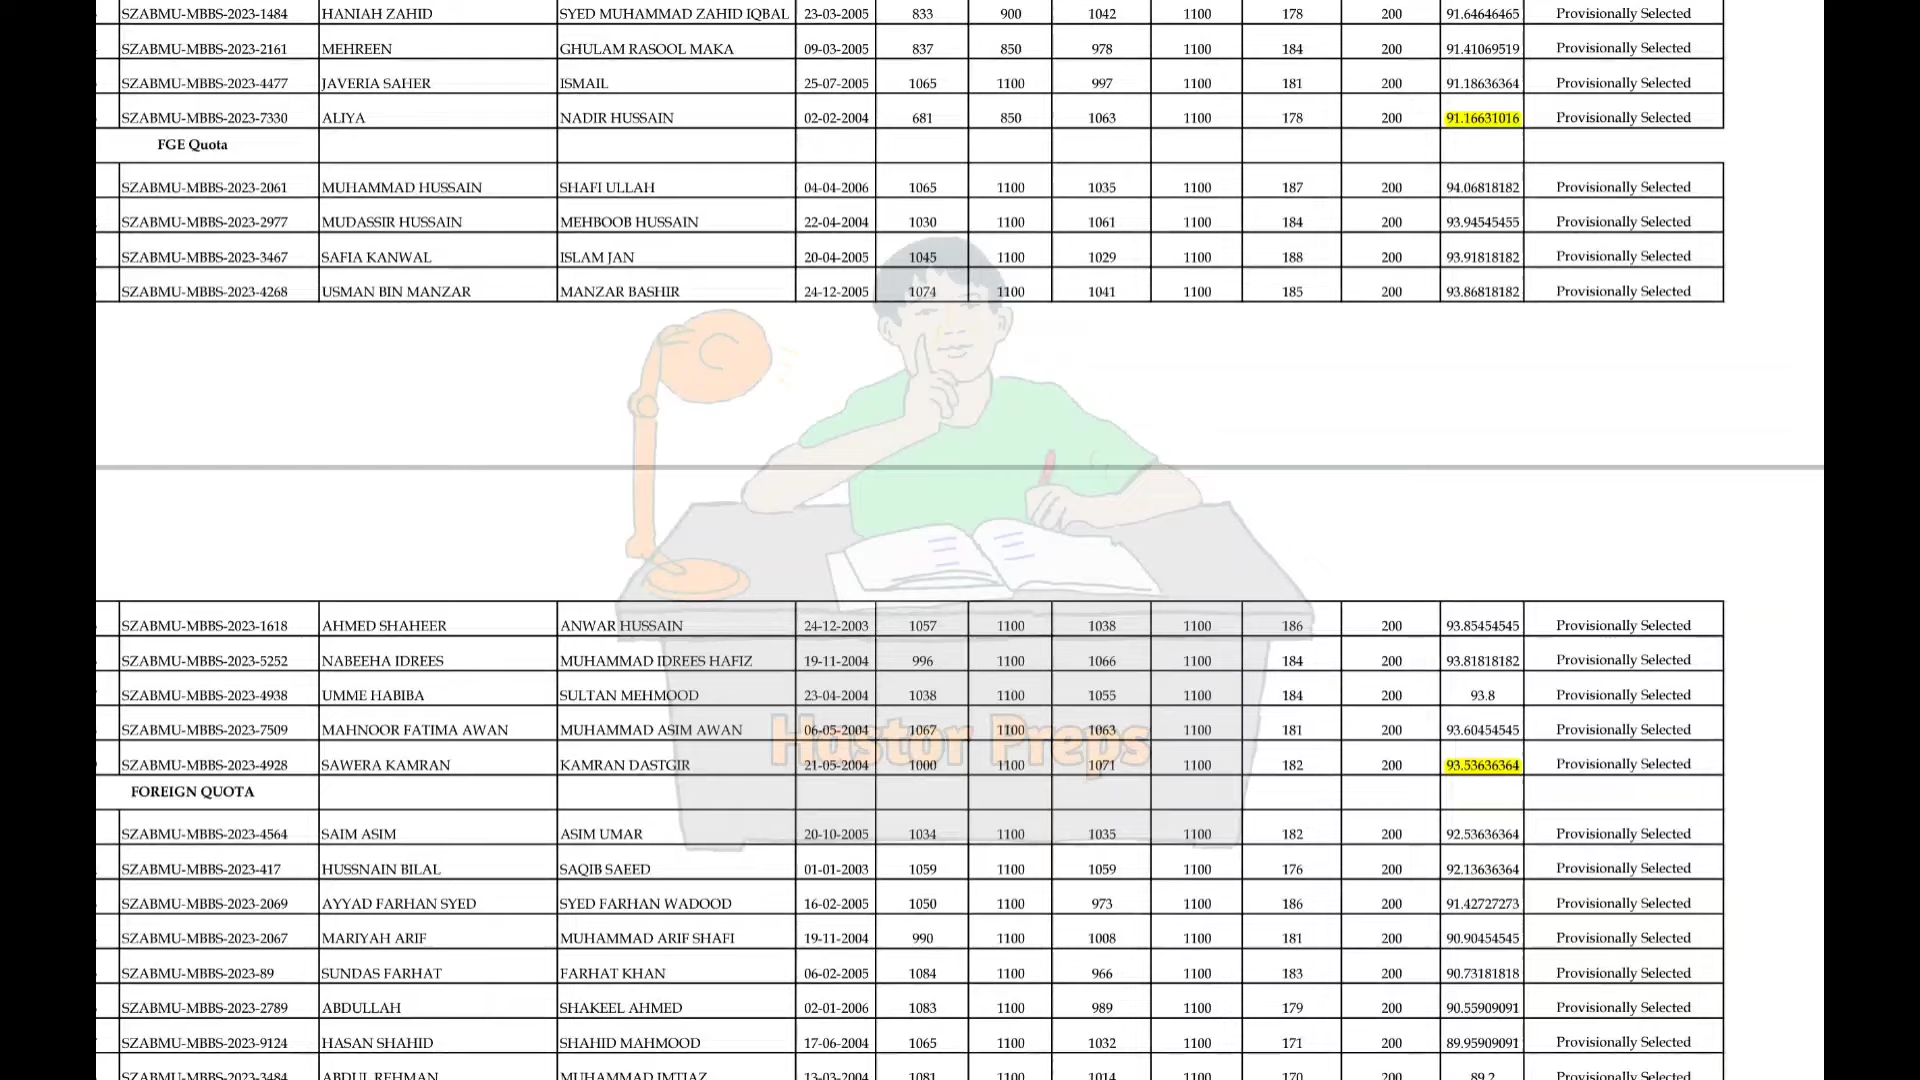 SZABMU-MBBS-2023-1484 HANIAH ZAHID SYED MUHAMMAD ZAHID IQBAL 23-03-2005 833 900 1042 1100 178 200 91.64646465 Provisionally Selected
SZABMU-MBBS-2023-2161 MEHREEN GHULAM RASOOL MAKA 09-03-2005 837 850 978 1100 184 200 91.41069519 Provisionally Selected
SZABMU-MBBS-2023-4477 JAVERIA SAHER ISMAIL 25-07-2005 1065 1100 997 1100 181 200 91.18636364 Provisionally Selected
SZABMU-MBBS-2023-7330 ALIYA NADIR HUSSAIN 02-02-2004 681 850 1063 1100 178 200 91.16631016 Provisionally Selected
FGE Quota
SZABMU-MBBS-2023-2061 MUHAMMAD HUSSAIN SHAFI ULLAH 04-04-2006 1065 1100 1035 1100 187 200 94.06818182 Provisionally Selected
SZABMU-MBBS-2023-2977 MUDASSIR HUSSAIN MEHBOOB HUSSAIN 22-04-2004 1030 1100 1061 1100 184 200 93.94545455 Provisionally Selected
SZABMU-MBBS-2023-3467 SAFIA KANWAL ISLAM JAN 20-04-2005 1045 1100 1029 1100 188 200 93.91818182 Provisionally Selected
SZABMU-MBBS-2023-4268 USMAN BIN MANZAR MANZAR BASHIR 24-12-2005 1074 1100 1041 1100 185 200 93.86818182 Provisionally Selected
SZABMU-MBBS-2023-1618 AHMED SHAHEER ANWAR HUSSAIN 24-12-2003 1057 1100 1038 1100 186 200 93.85454545 Provisionally Selected
SZABMU-MBBS-2023-5252 NABEEHA IDREES MUHAMMAD IDREES HAFIZ 19-11-2004 996 1100 1066 1100 184 200 93.81818182 Provisionally Selected
SZABMU-MBBS-2023-4938 UMME HABIBA SULTAN MEHMOOD 23-04-2004 1038 1100 1055 1100 184 200 93.8 Provisionally Selected
SZABMU-MBBS-2023-7509 MAHNOOR FATIMA AWAN MUHAMMAD ASIM AWAN 06-05-2004 1067 1100 1063 1100 181 200 93.60454545 Provisionally Selected
Hastor Preps
SZABMU-MBBS-2023-4928 SAWERA KAMRAN KAMRAN DASTGIR 21-05-2004 1000 1100 1071 1100 182 200 93.53636364 Provisionally Selected
FOREIGN QUOTA
SZABMU-MBBS-2023-4564 SAIM ASIM ASIM UMAR 20-10-2005 1034 1100 1035 1100 182 200 92.53636364 Provisionally Selected
SZABMU-MBBS-2023-417 HUSSNAIN BILAL SAQIB SAEED 01-01-2003 1059 1100 1059 1100 176 200 92.13636364 Provisionally Selected
SZABMU-MBBS-2023-2069 AYYAD FARHAN SYED SYED FARHAN WADOOD 16-02-2005 1050 1100 973 1100 186 200 91.42727273 Provisionally Selected
SZABMU-MBBS-2023-2067 MARIYAH ARIF MUHAMMAD ARIF SHAFI 19-11-2004 990 1100 1008 1100 181 200 90.90454545 Provisionally Selected
SZABMU-MBBS-2023-89 SUNDAS FARHAT FARHAT KHAN 06-02-2005 1084 1100 966 1100 183 200 90.73181818 Provisionally Selected
SZABMU-MBBS-2023-2789 ABDULLAH SHAKEEL AHMED 02-01-2006 1083 1100 989 1100 179 200 90.55909091 Provisionally Selected
SZABMU-MBBS-2023-9124 HASAN SHAHID SHAHID MAHMOOD 17-06-2004 1065 1100 1032 1100 171 200 89.95909091 Provisionally Selected
SZABMU-MBBS-2023-3484 ABDUL REHMAN MUHAMMAD IMTIAZ 13-03-2004 1081 1100 1014 1100 170 200 89.2 Provisionally Selected